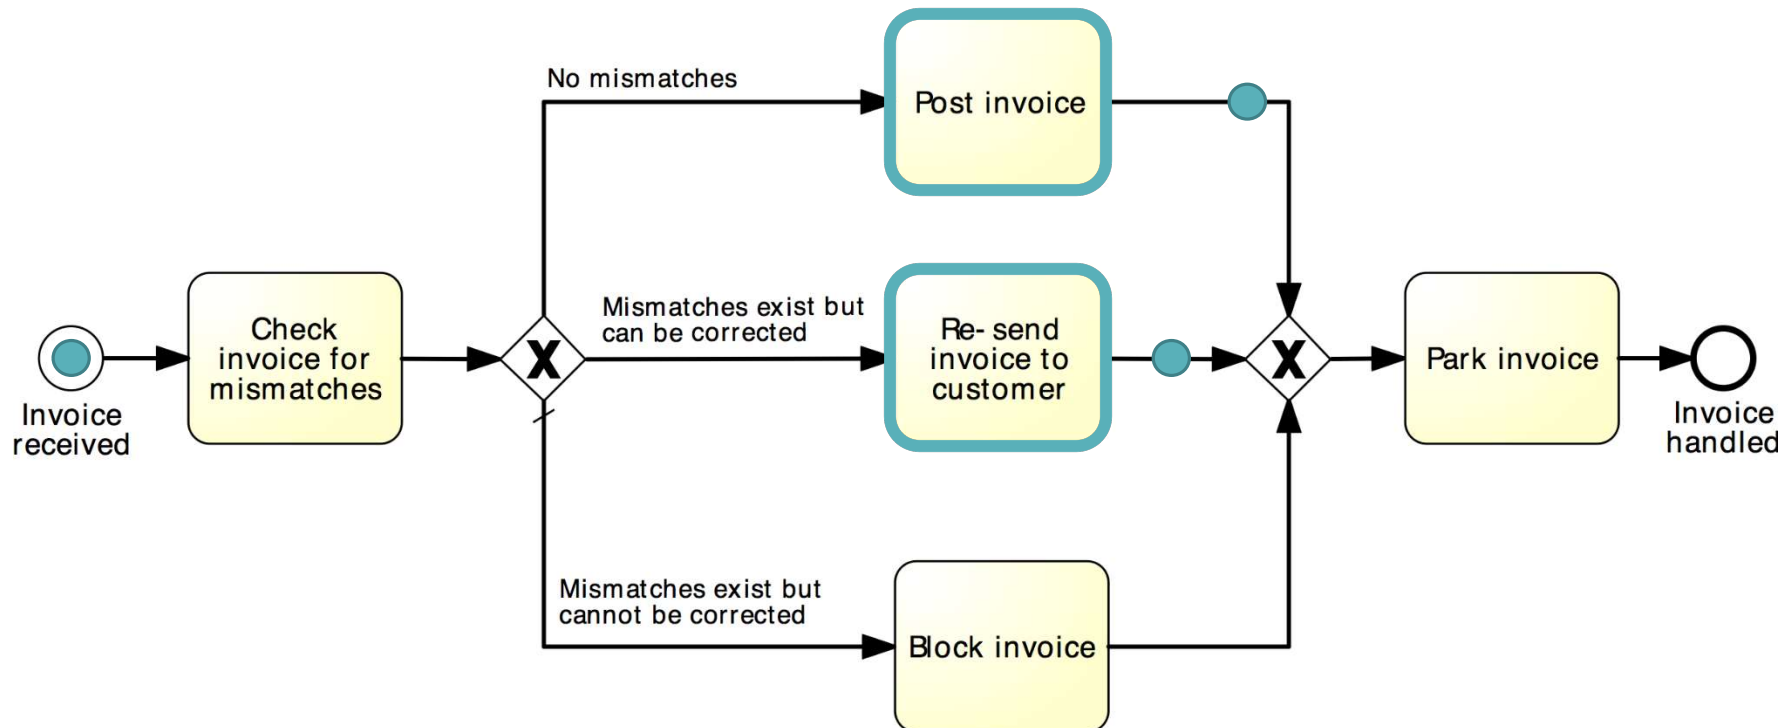 No mismatches
Post invoice
Mismatches exist but
can be corrected
Check
invoice for
mismatches
X
Re- send
invoice to
customer
X
Park invoice
Invoice
received
Invoice
handled
Mismatches exist but
cannot be corrected
Block invoice